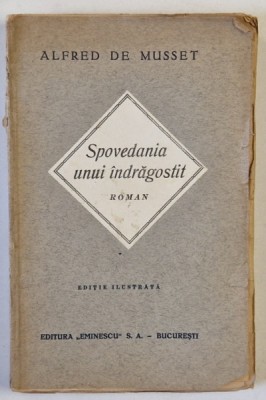 ALFRED DE MUSSET
Spovedania
unui îndrăgostit
ROMAN
EDIȚIE ILUSTRATĂ
EDITURA „EMINESCU" S. A. – BUCUREȘTI